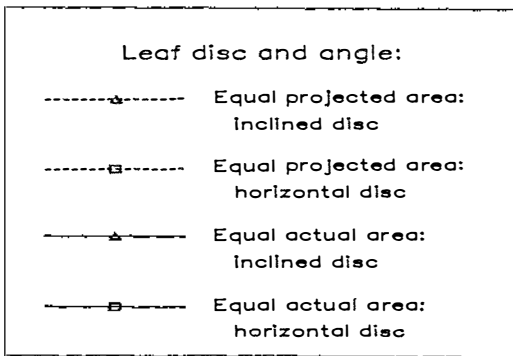 Leaf disc and angle:
Equal projected area:
inclined disc
Equal projected area:
horizontal disc
Equal actual area:
inclined disc
Equal actual area:
horizontal disc